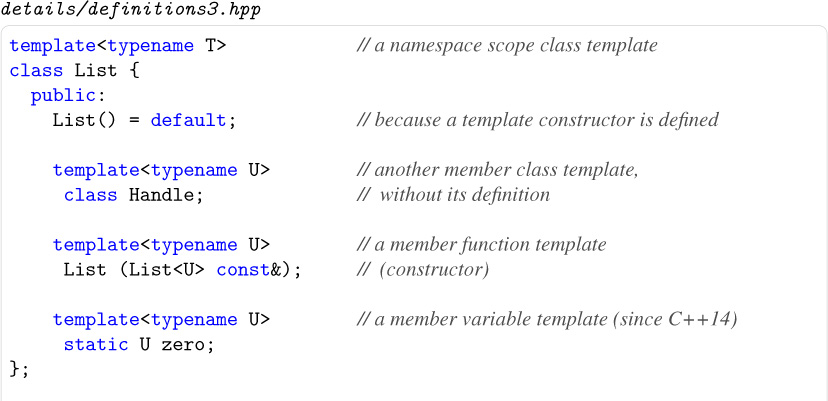 details/definitions3.hpp
template<typename T> // a namespace scope class template
class List {
public:
List() = default; // because a template constructor is defined
template<typename U> // another member class template,
class Handle; // without its definition
template<typename U> // a member function template
List (List<U> const&); // (constructor)
template<typename U> // a member variable template (since C++14)
static U zero;
};